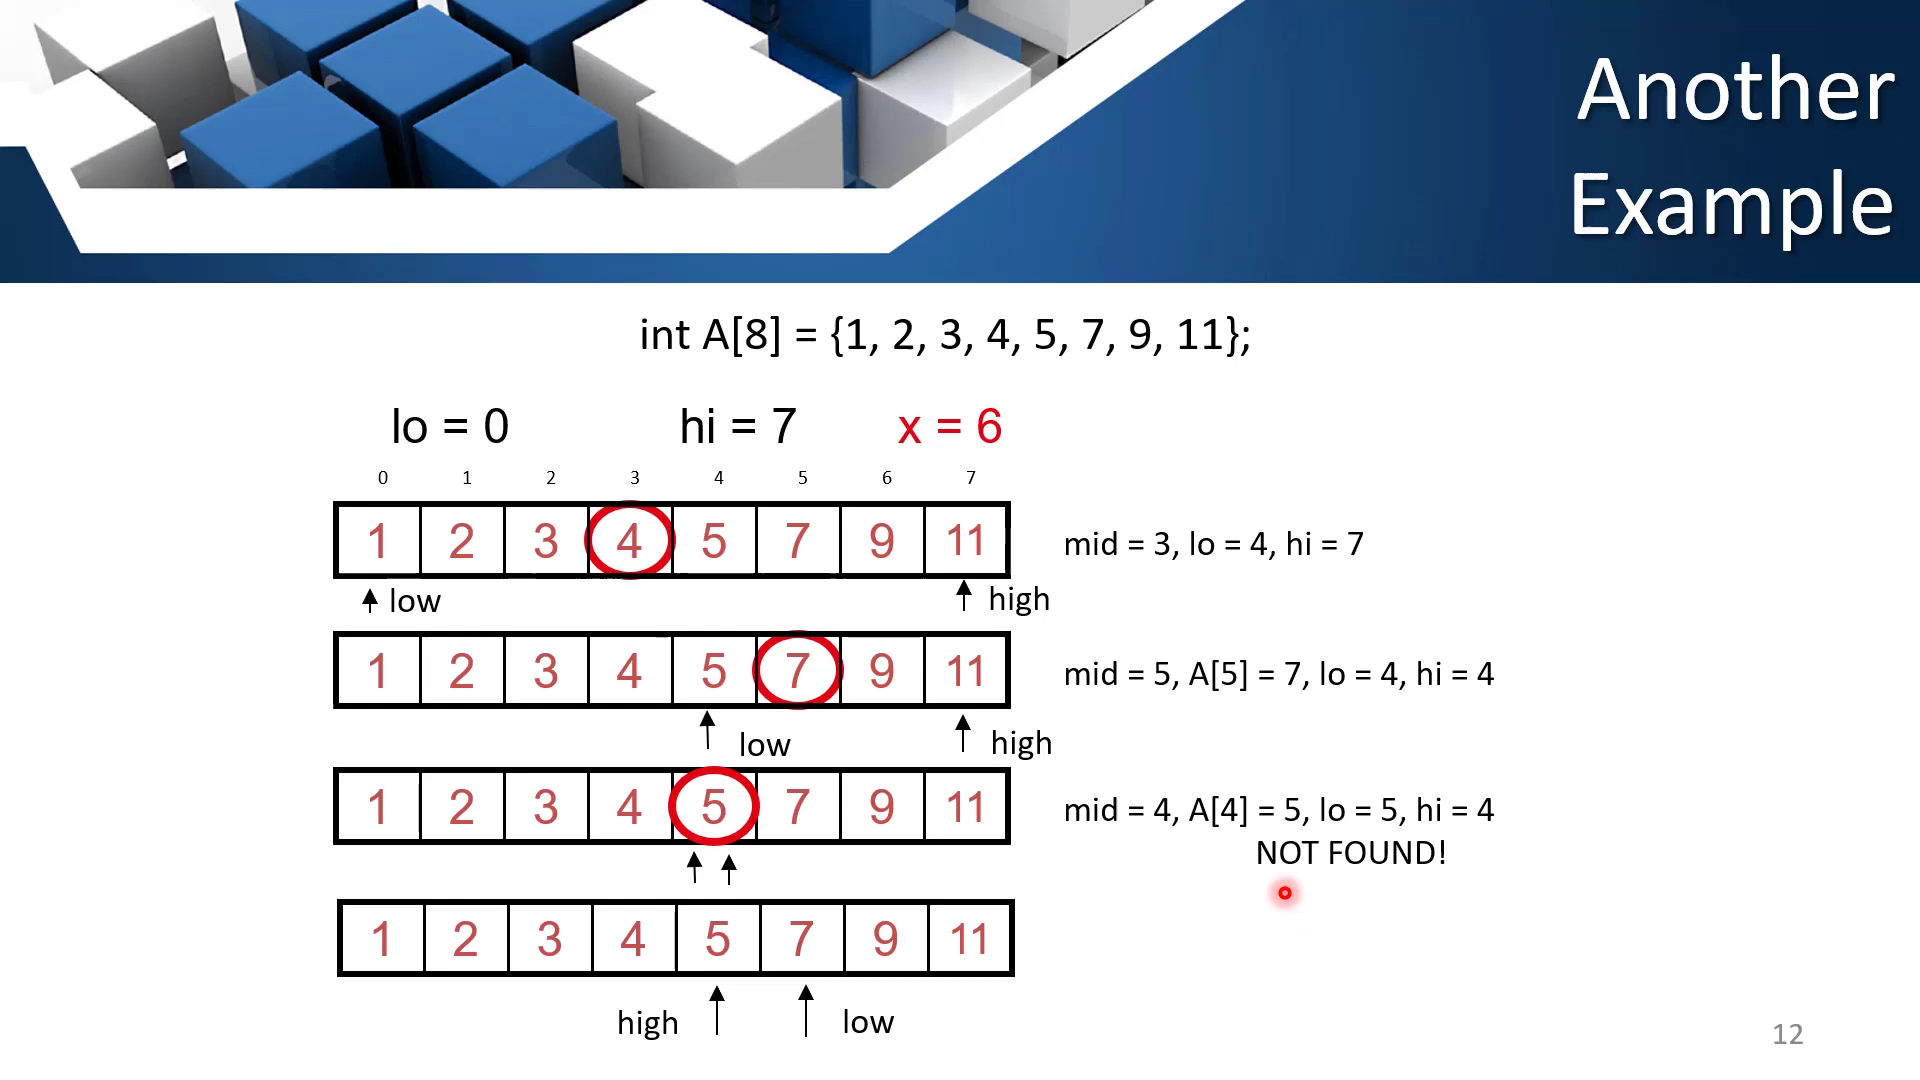 Another
Example
int A[8] = {1, 2, 3, 4, 5, 7, 9, 11};
lo = 0 hi = 7 x = 6
0 1 2 3 4 5 6 7
1 2 3 4 5 7 9 11 mid = 3, lo = 4, hi = 7
low high
1 2 3 4 5 7 9 11 mid = 5, A[5] = 7, lo = 4, hi = 4
low high
1 2 3 4 5 7 9 11 mid = 4, A[4] = 5, lo = 5, hi = 4
NOT FOUND!
1 2 3 4 5 7 9 11
high low
12